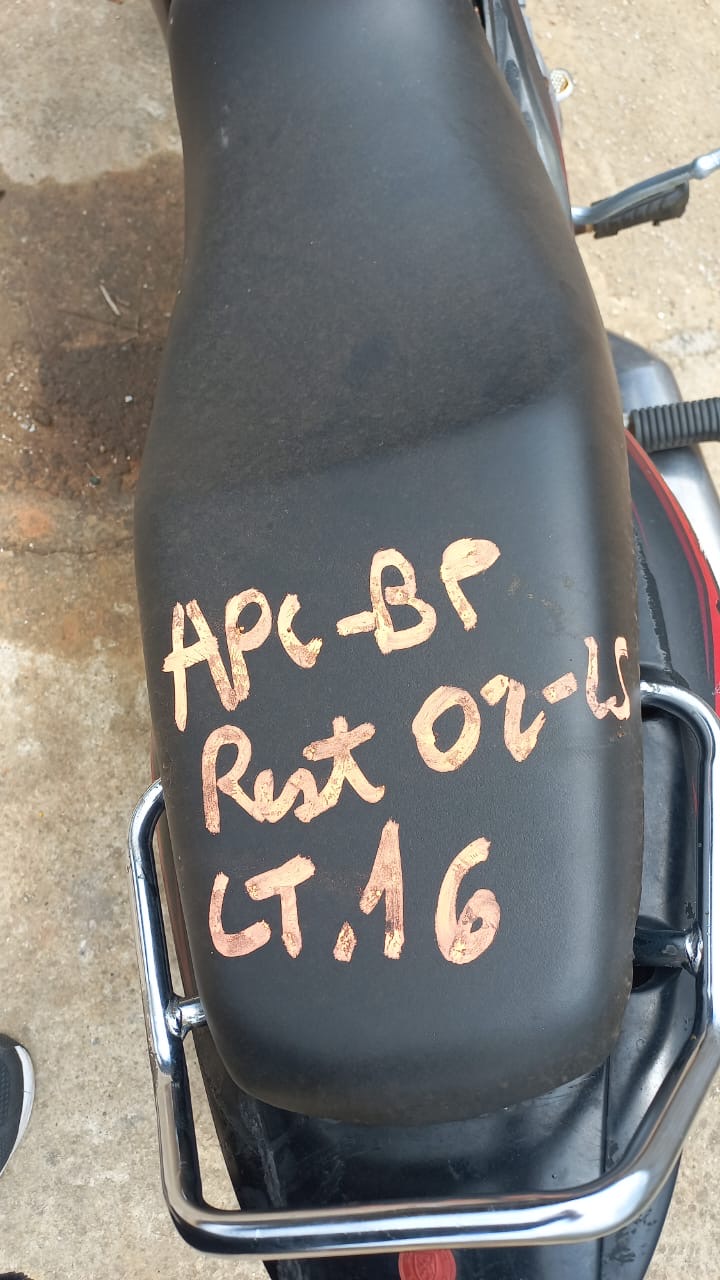 APC-BP
Rest 02-W
LT.16